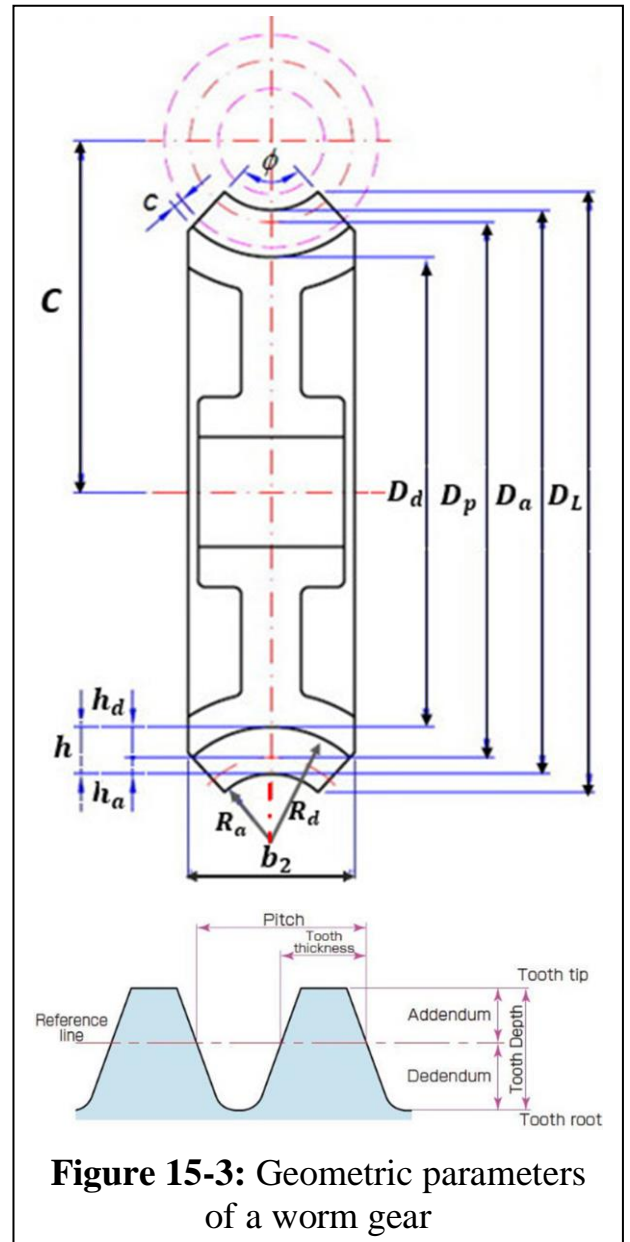 ϕ
c
C
D_d D_p D_a D_L
h_d
h
h_a
R_a R_d
b_2
Pitch
Tooth
thickness
Tooth tip
Reference
line
Addendum
Dedendum
Tooth Depth
Tooth root
Figure 15-3: Geometric parameters
of a worm gear